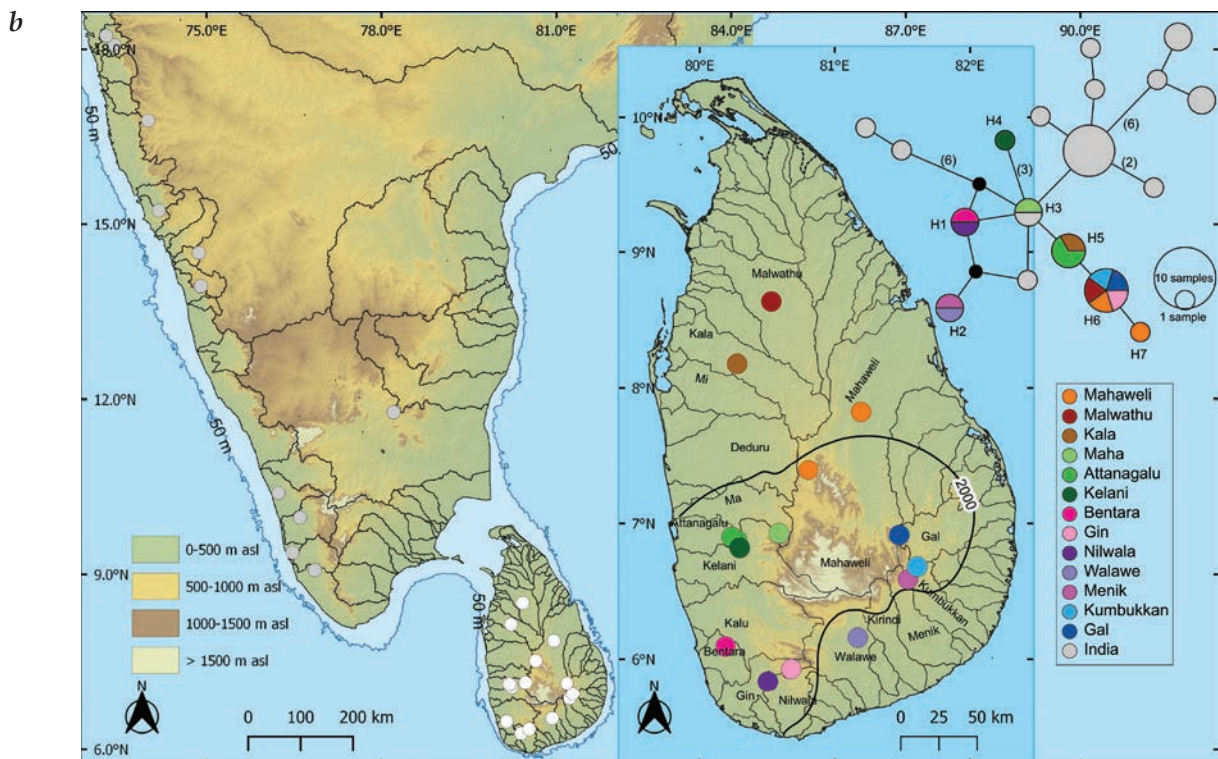 b
75.0°E 78.0°E 81.0°E 84.0°E 87.0°E 90.0°E
80°E 81°E 82°E
18.0°N
15.0°N
12.0°N
9.0°N
6.0°N
50 m
50 m
50 m
50
0-500 m asl
500-1000 m asl
1000-1500 m asl
> 1500 m asl
N
0 100 200 km
10°N
9°N
8°N
7°N
6°N
Malwathu
Kala
Mi
Mahaweli
Deduru
Ma
2000
Attanagalu
Gal
Kelani
Mahaweli
Kumbukkan
Kalu
Kirindi
Menik
Bentara
Walawe
Gin
Nilwala
N
0 25 50 km
(6)
H4
(6)
(3)
(2)
H3
H1
H5
H2
H6
H7
10 samples
1 sample
Mahaweli
Malwathu
Kala
Maha
Attanagalu
Kelani
Bentara
Gin
Nilwala
Walawe
Menik
Kumbukkan
Gal
India